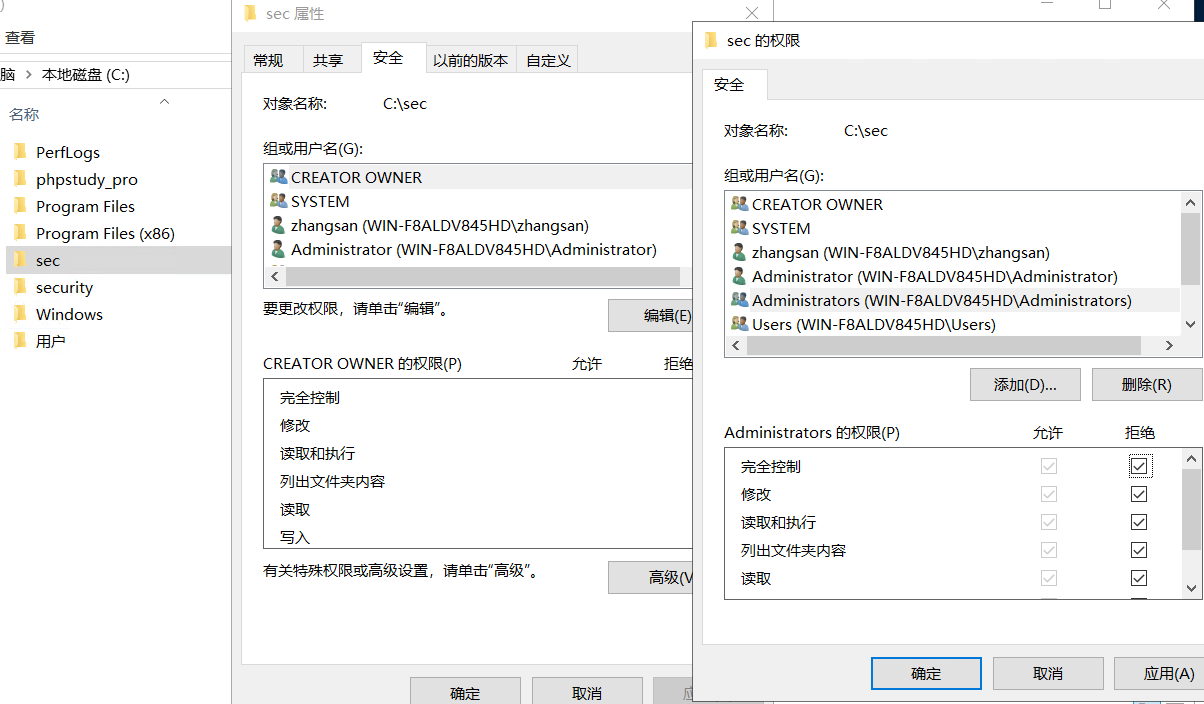 查看
脑 › 本地磁盘 (C:)
名称
PerfLogs
phpstudy_pro
Program Files
Program Files (x86)
sec
security
Windows
用户
sec 属性
常规 共享 安全 以前的版本 自定义
对象名称: C:\sec
组或用户名(G):
CREATOR OWNER
SYSTEM
zhangsan (WIN-F8ALDV845HD\zhangsan)
Administrator (WIN-F8ALDV845HD\Administrator)
要更改权限，请单击“编辑”。
编辑(E)
CREATOR OWNER 的权限(P) 允许 拒绝
完全控制
修改
读取和执行
列出文件夹内容
读取
写入
有关特殊权限或高级设置，请单击“高级”。
高级(V
确定 取消
sec 的权限
安全
对象名称: C:\sec
组或用户名(G):
CREATOR OWNER
SYSTEM
zhangsan (WIN-F8ALDV845HD\zhangsan)
Administrator (WIN-F8ALDV845HD\Administrator)
Administrators (WIN-F8ALDV845HD\Administrators)
Users (WIN-F8ALDV845HD\Users)
添加(D)... 删除(R)
Administrators 的权限(P) 允许 拒绝
完全控制
修改
读取和执行
列出文件夹内容
读取
确定 取消 应用(A)